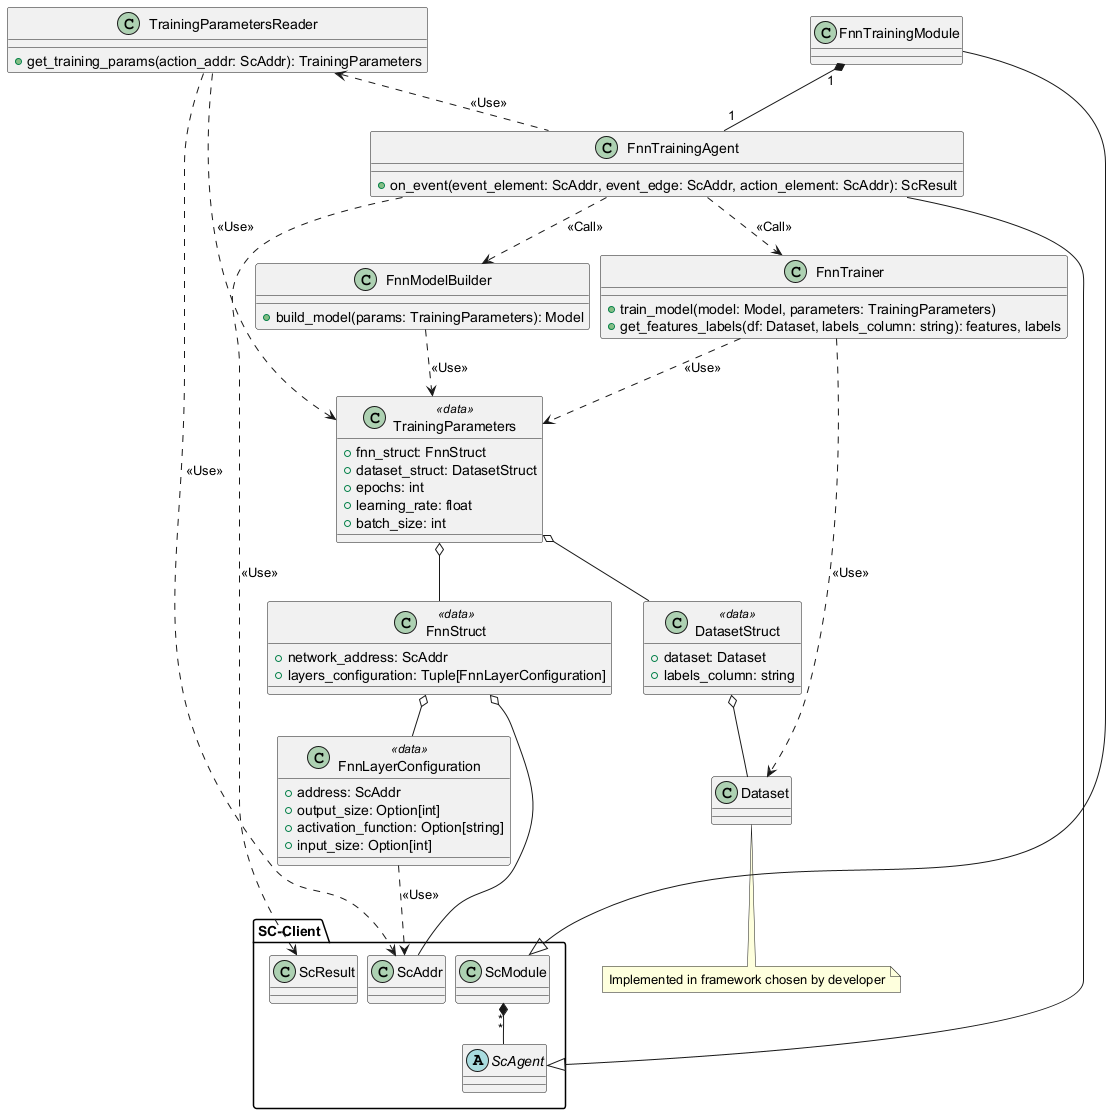 C TrainingParametersReader
get_training_params(action_addr: ScAddr): TrainingParameters
C FnnTrainingModule
1
1
«Use»
C FnnTrainingAgent
on_event(event_element: ScAddr, event_edge: ScAddr, action_element: ScAddr): ScResult
«Use»
«Call»
«Call»
C FnnModelBuilder
build_model(params: TrainingParameters): Model
C FnnTrainer
train_model(model: Model, parameters: TrainingParameters)
get_features_labels(df: Dataset, labels_column: string): features, labels
«Use»
«Use»
C «data»
TrainingParameters
fnn_struct: FnnStruct
dataset_struct: DatasetStruct
epochs: int
learning_rate: float
batch_size: int
«Use»
«Use»
«Use»
C «data»
FnnStruct
network_address: ScAddr
layers_configuration: Tuple[FnnLayerConfiguration]
C «data»
DatasetStruct
dataset: Dataset
labels_column: string
C «data»
FnnLayerConfiguration
address: ScAddr
output_size: Option[int]
activation_function: Option[string]
input_size: Option[int]
C Dataset
«Use»
SC-Client
C ScResult
C ScAddr
C ScModule
Implemented in framework chosen by developer
*
*
A ScAgent